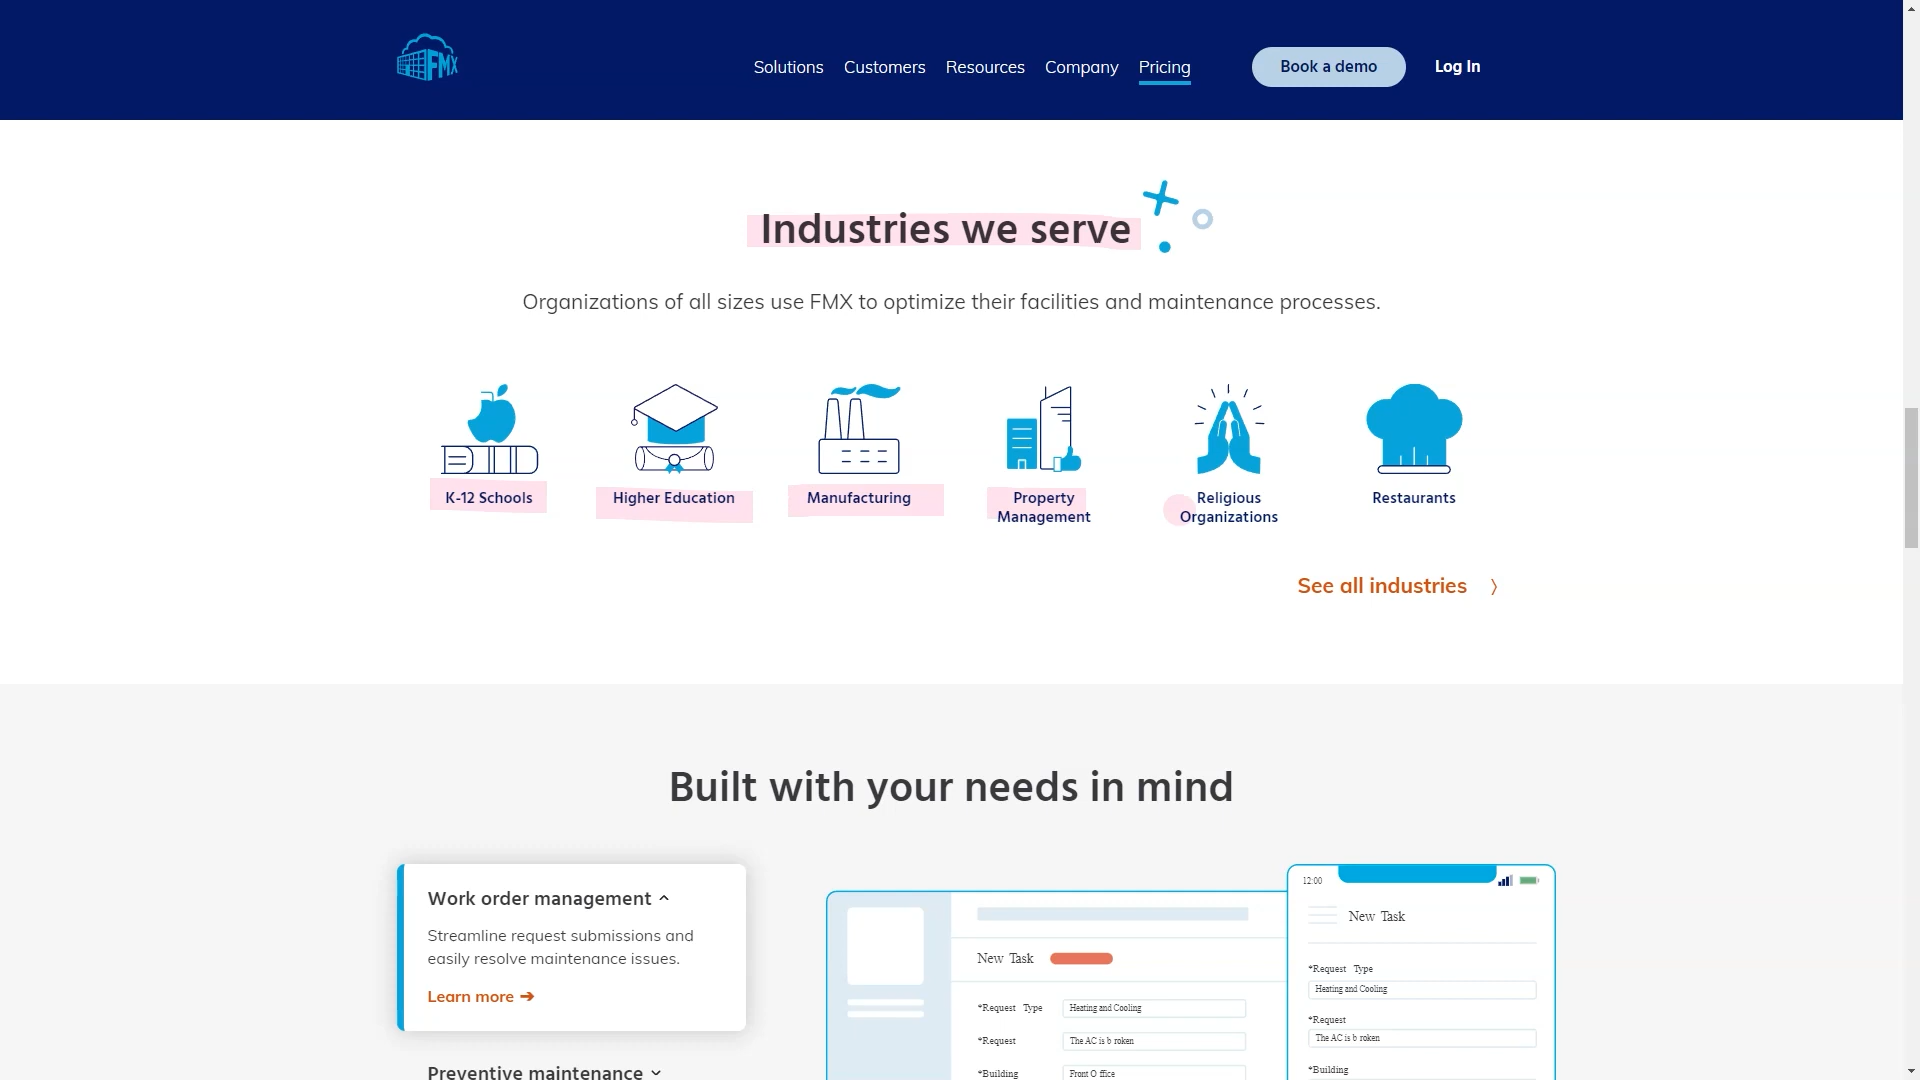 FMX
Solutions Customers Resources Company Pricing Book a demo Log In
Industries we serve
Organizations of all sizes use FMX to optimize their facilities and maintenance processes.
K-12 Schools
Higher Education
Manufacturing
Property
Management
Religious
Organizations
Restaurants
See all industries
Built with your needs in mind
Work order management
Streamline request submissions and
easily resolve maintenance issues.
Learn more
Preventive maintenance
New Task
*Request Type Heating and Cooling
*Request The AC is b roken
*Building Front O ffice
12:00
New Task
*Request Type
Heating and Cooling
*Request
The AC is b roken
*Building